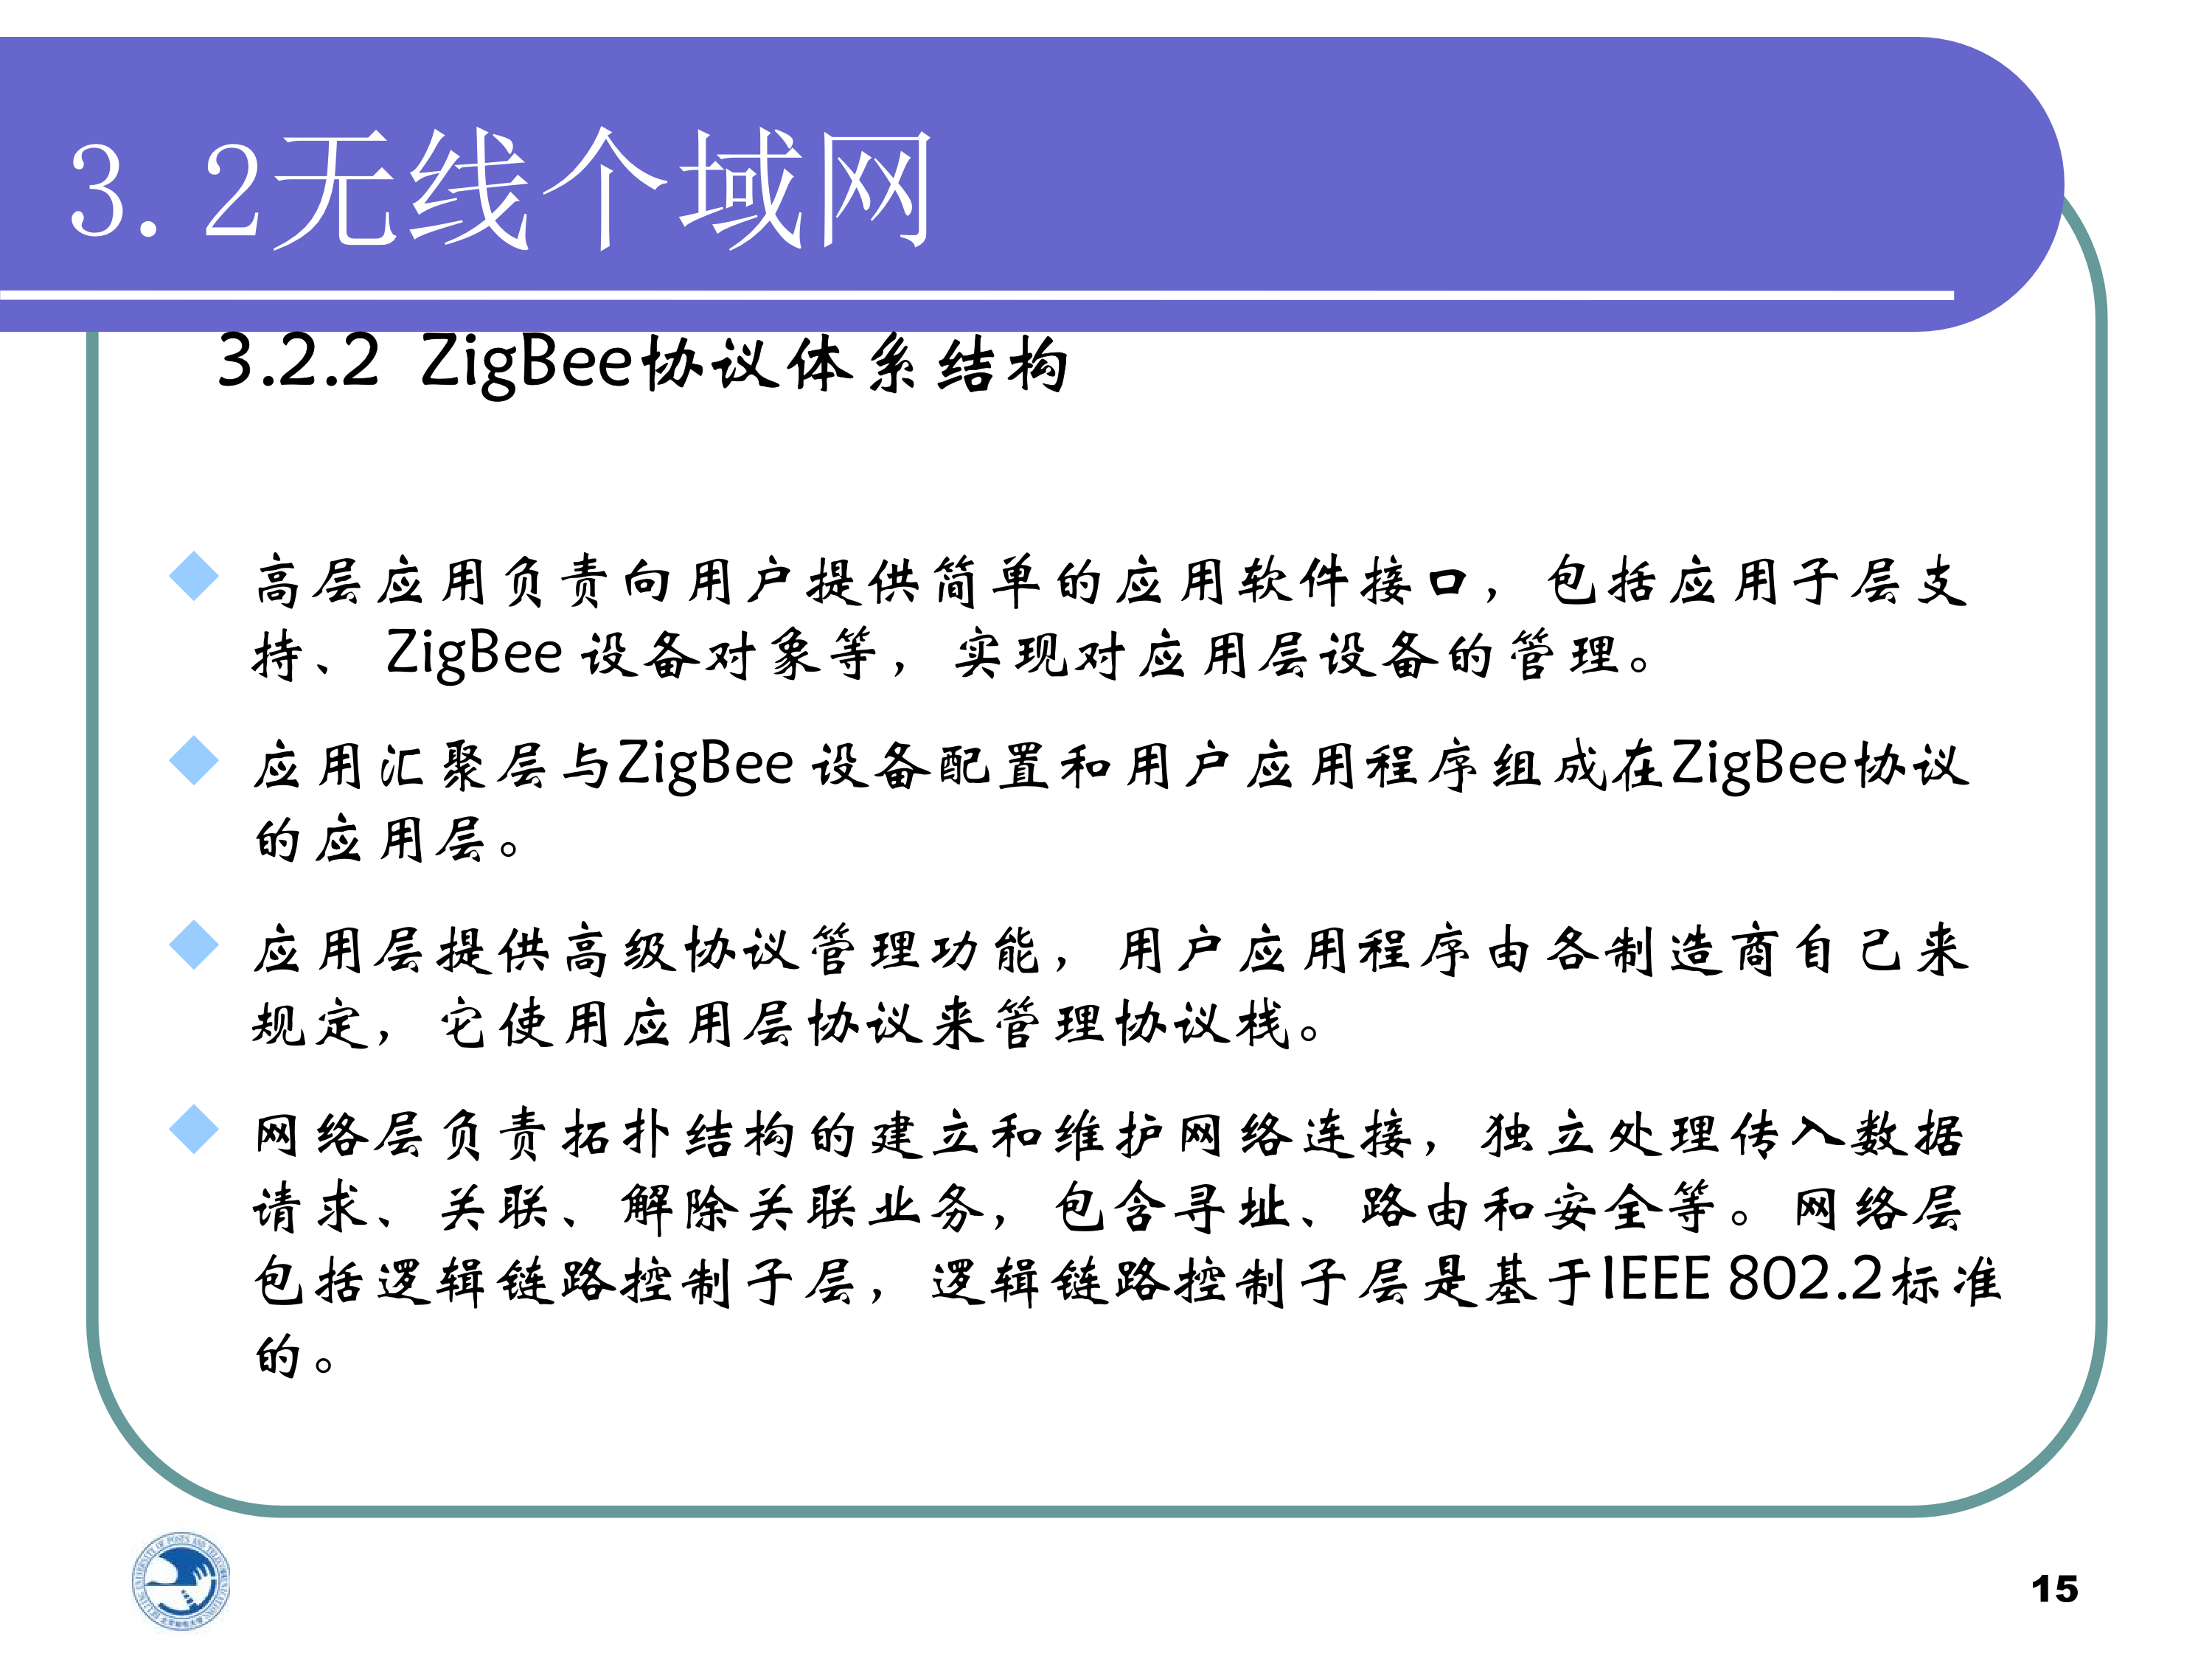 3.2无线个域网
3.2.2 ZigBee协议体系结构
高层应用负责向用户提供简单的应用软件接口，包括应用子层支
持、 ZigBee 设备对象等，实现对应用层设备的管理。
应用汇聚层与ZigBee 设备配置和用户应用程序组成在ZigBee协议
的应用层。
应用层提供高级协议管理功能，用户应用程序由各制造商自己来
规定，它使用应用层协议来管理协议栈。
网络层负责拓扑结构的建立和维护网络连接，独立处理传入数据
请求、关联、解除关联业务，包含寻址、路由和安全等。网络层
包括逻辑链路控制子层，逻辑链路控制子层是基于IEEE 802.2标准
的。
15